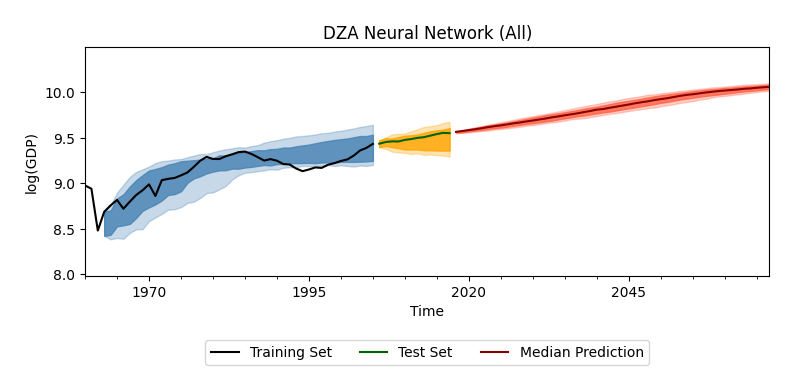 DZA Neural Network (All)
log(GDP)
10.0
9.5
9.0
8.5
8.0
1970 1995 2020 2045
Time
Training Set Test Set Median Prediction